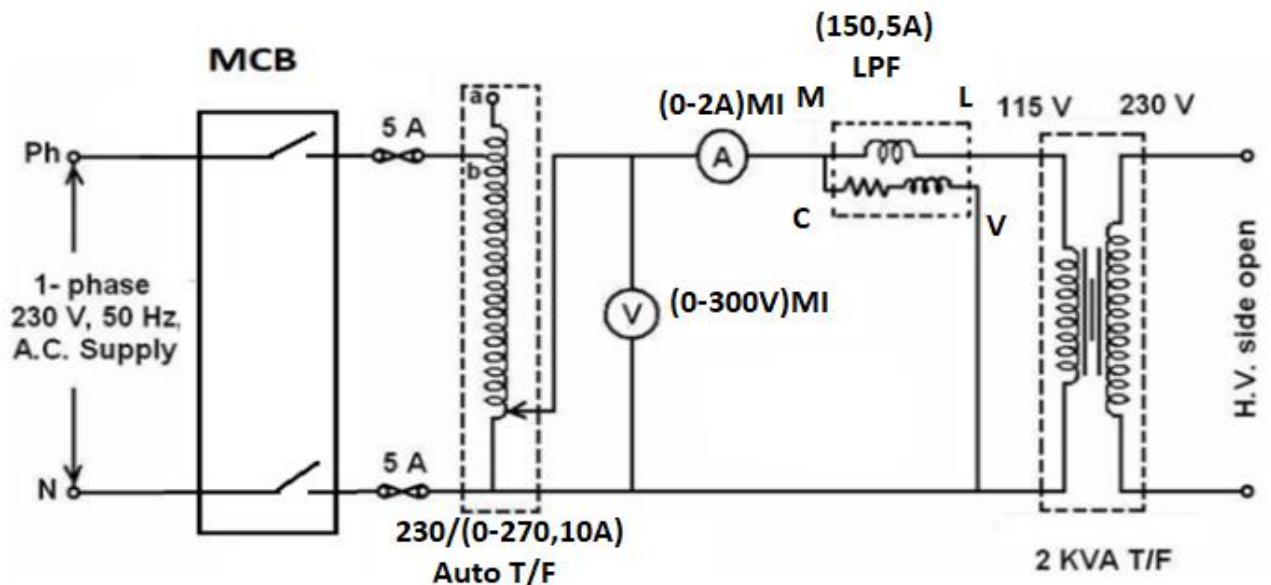 (150,5A)
LPF
MCB
(0-2A)MI
M
L
115 V
230 V
a
5 A
Ph
b
A
C
V
1- phase
230 V, 50 Hz,
A.C. Supply
V
(0-300V)MI
H.V. side open
5 A
N
230/(0-270,10A)
Auto T/F
2 KVA T/F